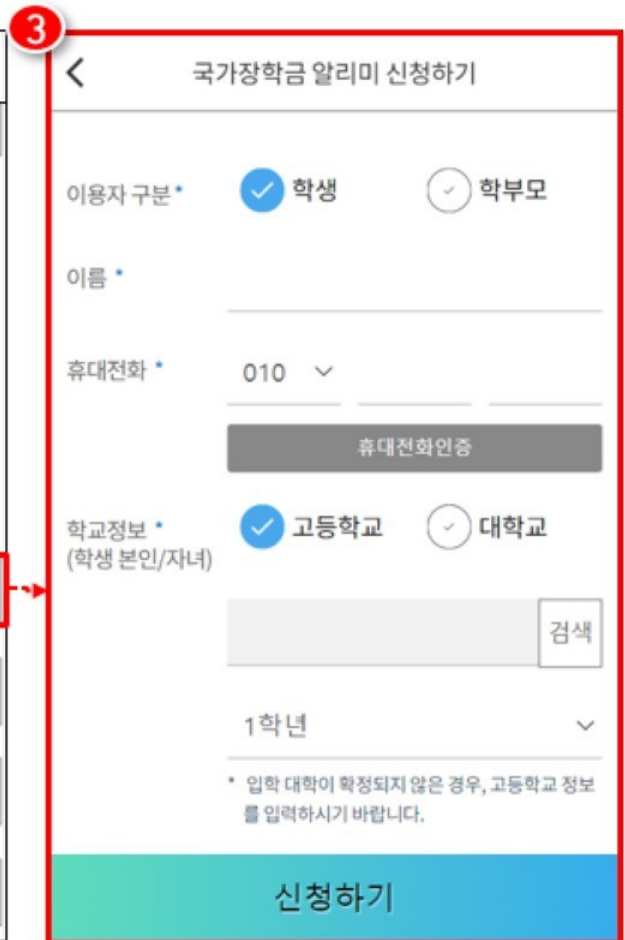 3
국가장학금 알리미 신청하기
이용자 구분 * 학생 학부모
이름 *
휴대전화 * 010
휴대전화인증
학교정보 * 고등학교 대학교
(학생 본인/자녀)
검색
1학년
* 입학 대학이 확정되지 않은 경우, 고등학교 정보
를 입력하시기 바랍니다.
신청하기